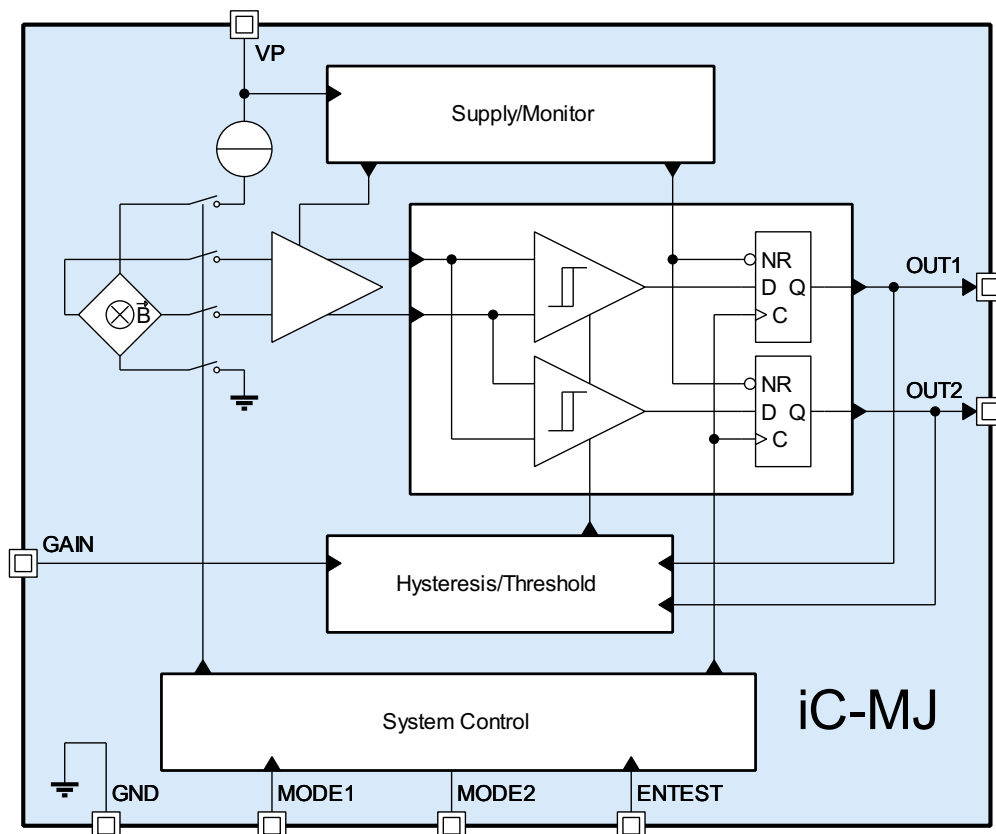 VP
Supply/Monitor
B
NR
D Q
C
OUT1
NR
D Q
C
OUT2
GAIN
Hysteresis/Threshold
System Control
iC-MJ
GND
MODE1
MODE2
ENTEST